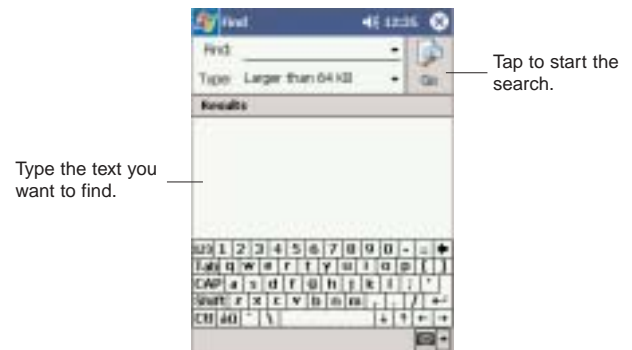 Find 12:35
Find:
Type: Larger than 64 KB
Go
Results
Tap to start the
search.
Type the text you
want to find.
123 1 2 3 4 5 6 7 8 9 0 - =
Tab q w e r t y u i o p [ ]
CAP a s d f g h j k l ; '
Shift z x c v b n m , . /
Ctl áü ` \